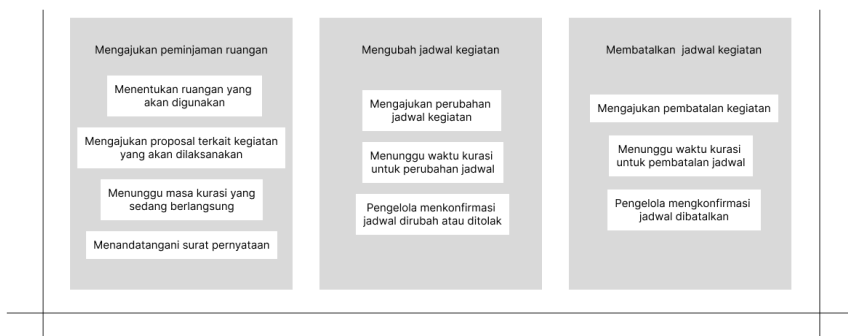 Mengajukan peminjaman ruangan
Menentukan ruangan yang
akan digunakan
Mengajukan proposal terkait kegiatan
yang akan dilaksanakan
Menunggu masa kurasi yang
sedang berlangsung
Menandatangani surat pernyataan
Mengubah jadwal kegiatan
Mengajukan perubahan
jadwal kegiatan
Menunggu waktu kurasi
untuk perubahan jadwal
Pengelola menkonfirmasi
jadwal dirubah atau ditolak
Membatalkan jadwal kegiatan
Mengajukan pembatalan kegiatan
Menunggu waktu kurasi
untuk pembatalan jadwal
Pengelola mengkonfirmasi
jadwal dibatalkan